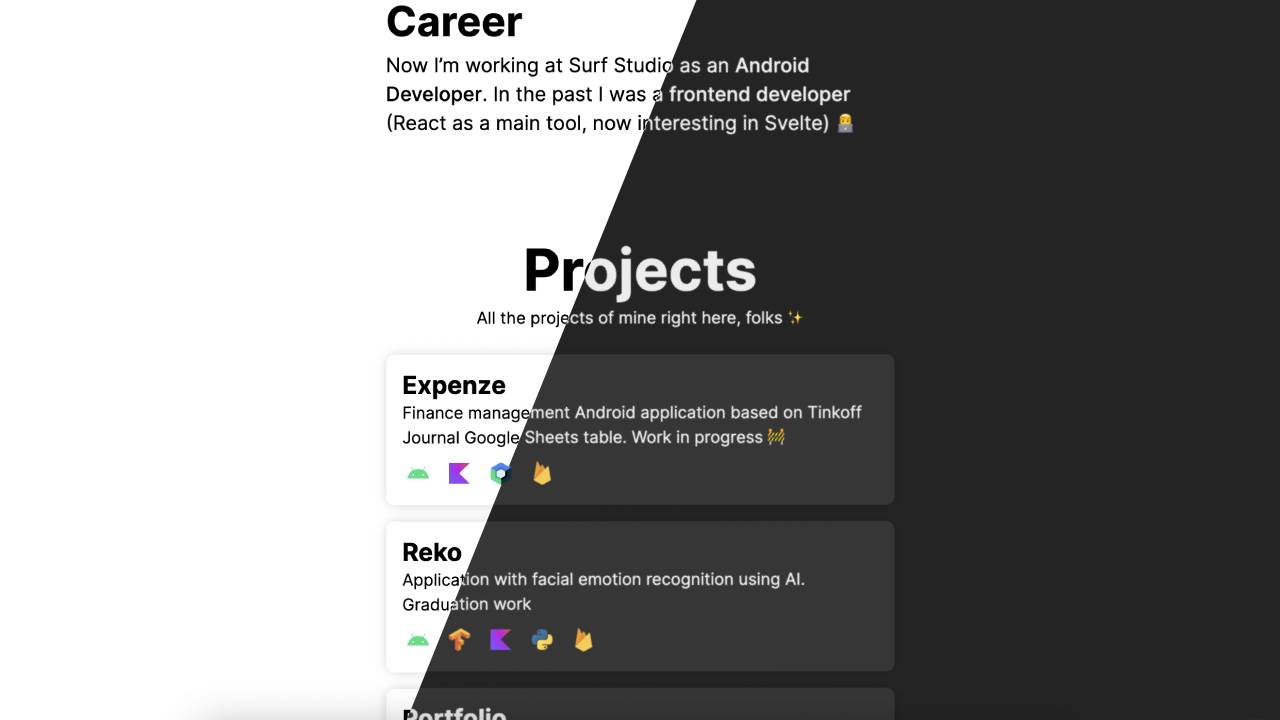 Career
Now I’m working at Surf Studio as an Android
Developer. In the past I was a frontend developer
(React as a main tool, now interesting in Svelte) 👨‍💻
Projects
All the projects of mine right here, folks ✨
Expenze
Finance management Android application based on Tinkoff
Journal Google Sheets table. Work in progress 🚧
Reko
Application with facial emotion recognition using AI.
Graduation work
Portfolio